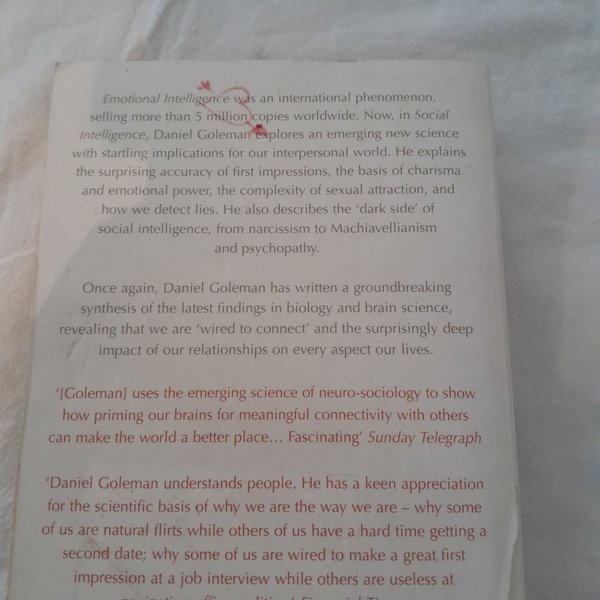 Emotional Intelligence was an international phenomenon,
selling more than 5 million copies worldwide. Now, in Social
Intelligence, Daniel Goleman explores an emerging new science
with startling implications for our interpersonal world. He explains
the surprising accuracy of first impressions, the basis of charisma
and emotional power, the complexity of sexual attraction, and
how we detect lies. He also describes the ‘dark side’ of
social intelligence, from narcissism to Machiavellianism
and psychopathy.
Once again, Daniel Goleman has written a groundbreaking
synthesis of the latest findings in biology and brain science,
revealing that we are ‘wired to connect’ and the surprisingly deep
impact of our relationships on every aspect our lives.
‘[Goleman] uses the emerging science of neuro-sociology to show
how priming our brains for meaningful connectivity with others
can make the world a better place… Fascinating’ Sunday Telegraph
‘Daniel Goleman understands people. He has a keen appreciation
for the scientific basis of why we are the way we are – why some
of us are natural flirts while others of us have a hard time getting a
second date; why some of us are wired to make a great first
impression at a job interview while others are useless at